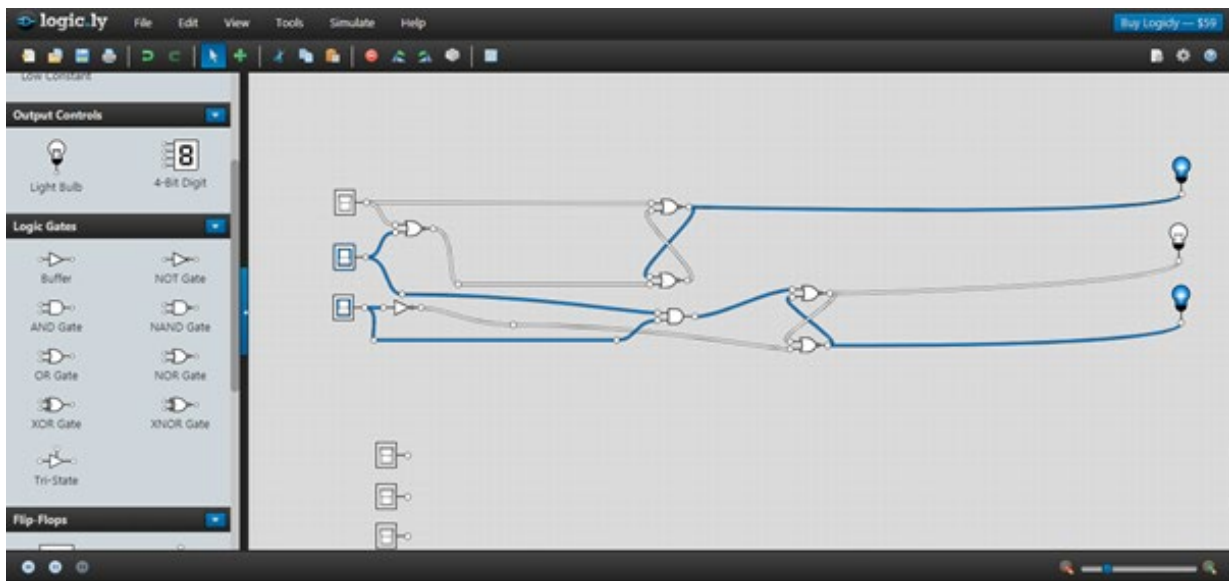 logic.ly File Edit View Tools Simulate Help Buy Logicly — $59
Low Constant
Output Controls
Light Bulb 4-Bit Digit
Logic Gates
Buffer NOT Gate
AND Gate NAND Gate
OR Gate NOR Gate
XOR Gate XNOR Gate
Tri-State
Flip-Flops